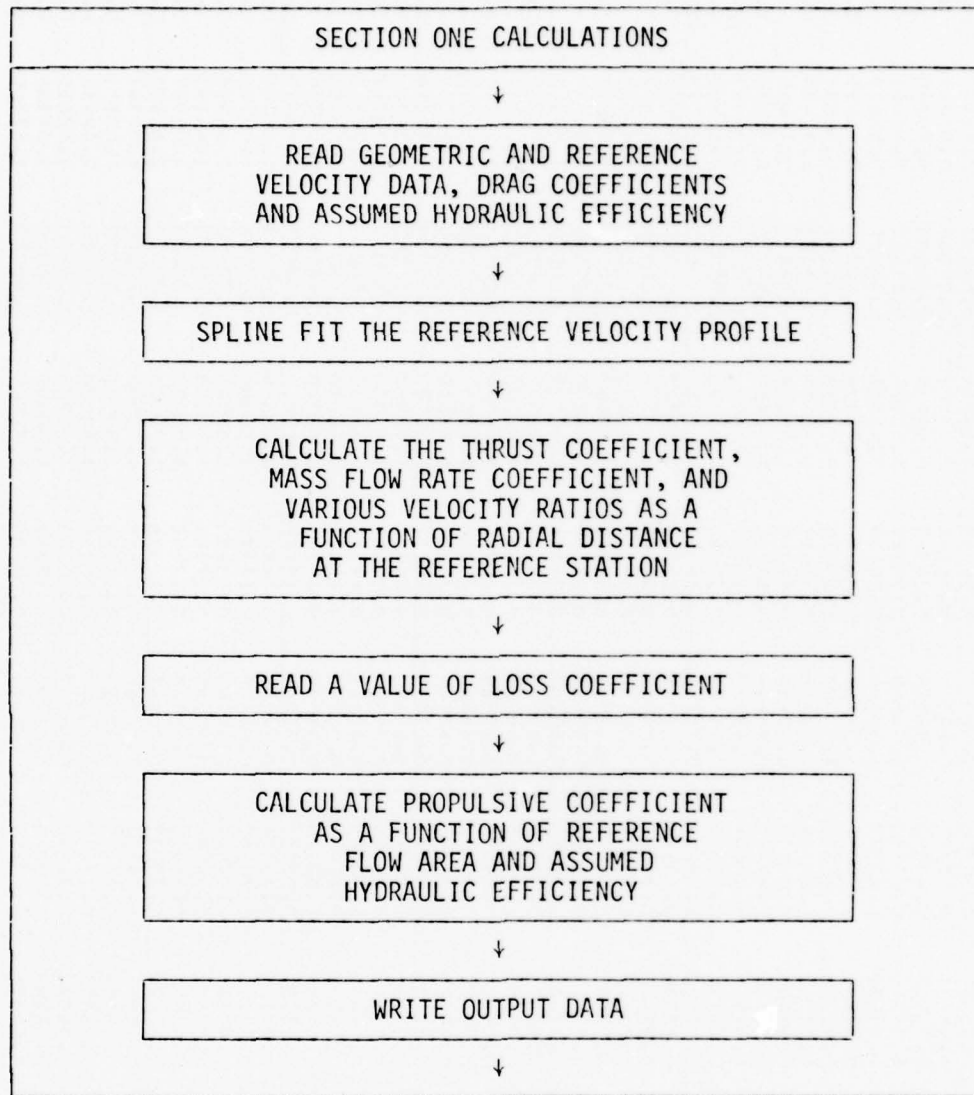 SECTION ONE CALCULATIONS
↓
READ GEOMETRIC AND REFERENCE
VELOCITY DATA, DRAG COEFFICIENTS
AND ASSUMED HYDRAULIC EFFICIENCY
↓
SPLINE FIT THE REFERENCE VELOCITY PROFILE
↓
CALCULATE THE THRUST COEFFICIENT,
MASS FLOW RATE COEFFICIENT, AND
VARIOUS VELOCITY RATIOS AS A
FUNCTION OF RADIAL DISTANCE
AT THE REFERENCE STATION
↓
READ A VALUE OF LOSS COEFFICIENT
↓
CALCULATE PROPULSIVE COEFFICIENT
AS A FUNCTION OF REFERENCE
FLOW AREA AND ASSUMED
HYDRAULIC EFFICIENCY
↓
WRITE OUTPUT DATA
↓